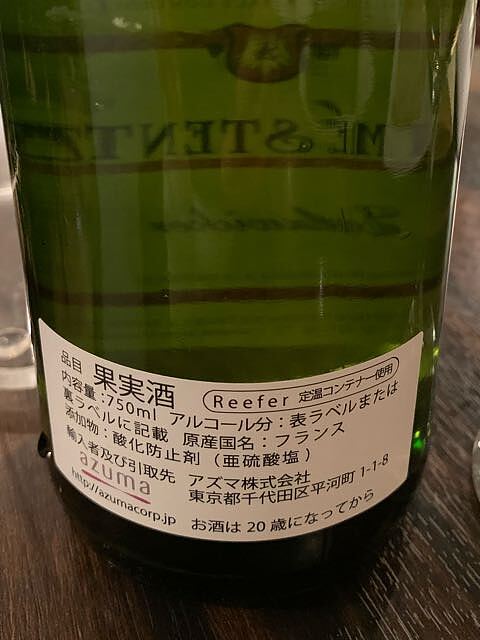 ME STENTZ
品目 果実酒 Reefer 定温コンテナー使用
内容量:750ml アルコール分:表ラベルまたは
裏ラベルに記載 原産国名:フランス
添加物:酸化防止剤(亜硫酸塩)
輸入者及び引取先 アズマ株式会社
azuma 東京都千代田区平河町1-1-8
http://azumacorp.jp お酒は20歳になってから